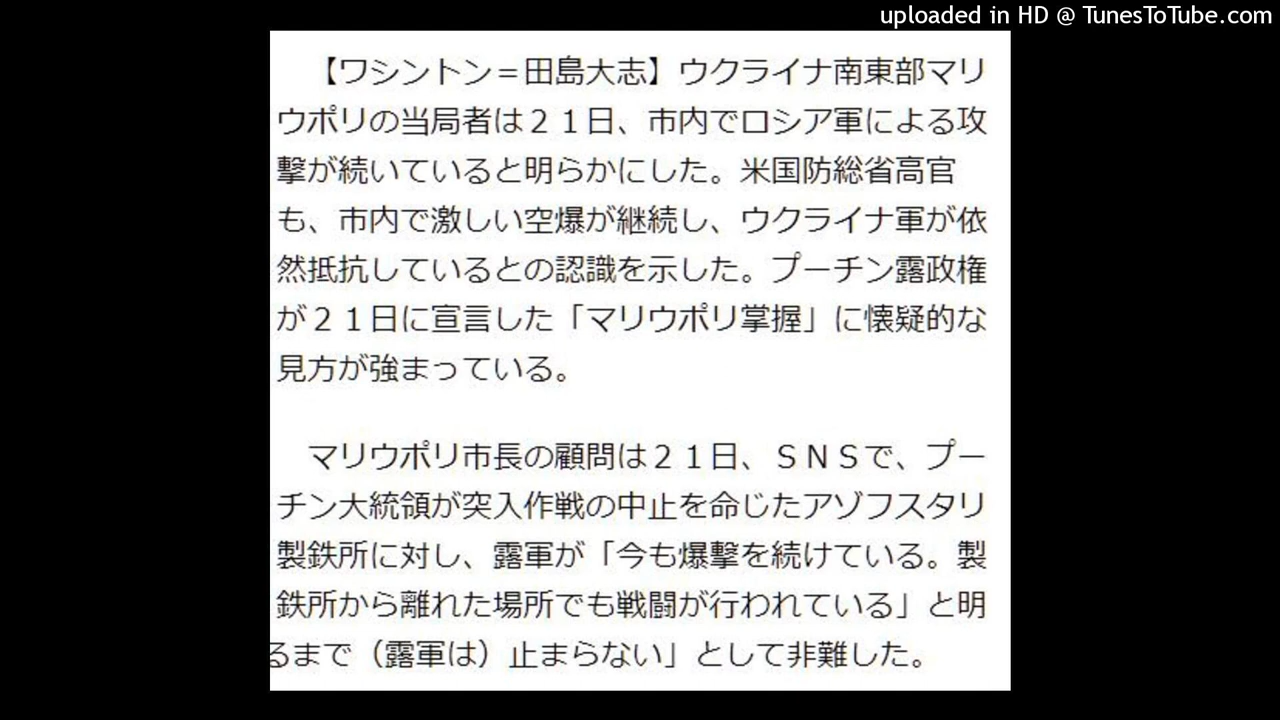 uploaded in HD @ TunesToTube.com
【ワシントン＝田島大志】ウクライナ南東部マリ
ウポリの当局者は２１日、市内でロシア軍による攻
撃が続いていると明らかにした。米国防総省高官
も、市内で激しい空爆が継続し、ウクライナ軍が依
然抵抗しているとの認識を示した。プーチン露政権
が２１日に宣言した「マリウポリ掌握」に懐疑的な
見方が強まっている。
マリウポリ市長の顧問は２１日、ＳＮＳで、プー
チン大統領が突入作戦の中止を命じたアゾフスタリ
製鉄所に対し、露軍が「今も爆撃を続けている。製
鉄所から離れた場所でも戦闘が行われている」と明
るまで（露軍は）止まらない」として非難した。